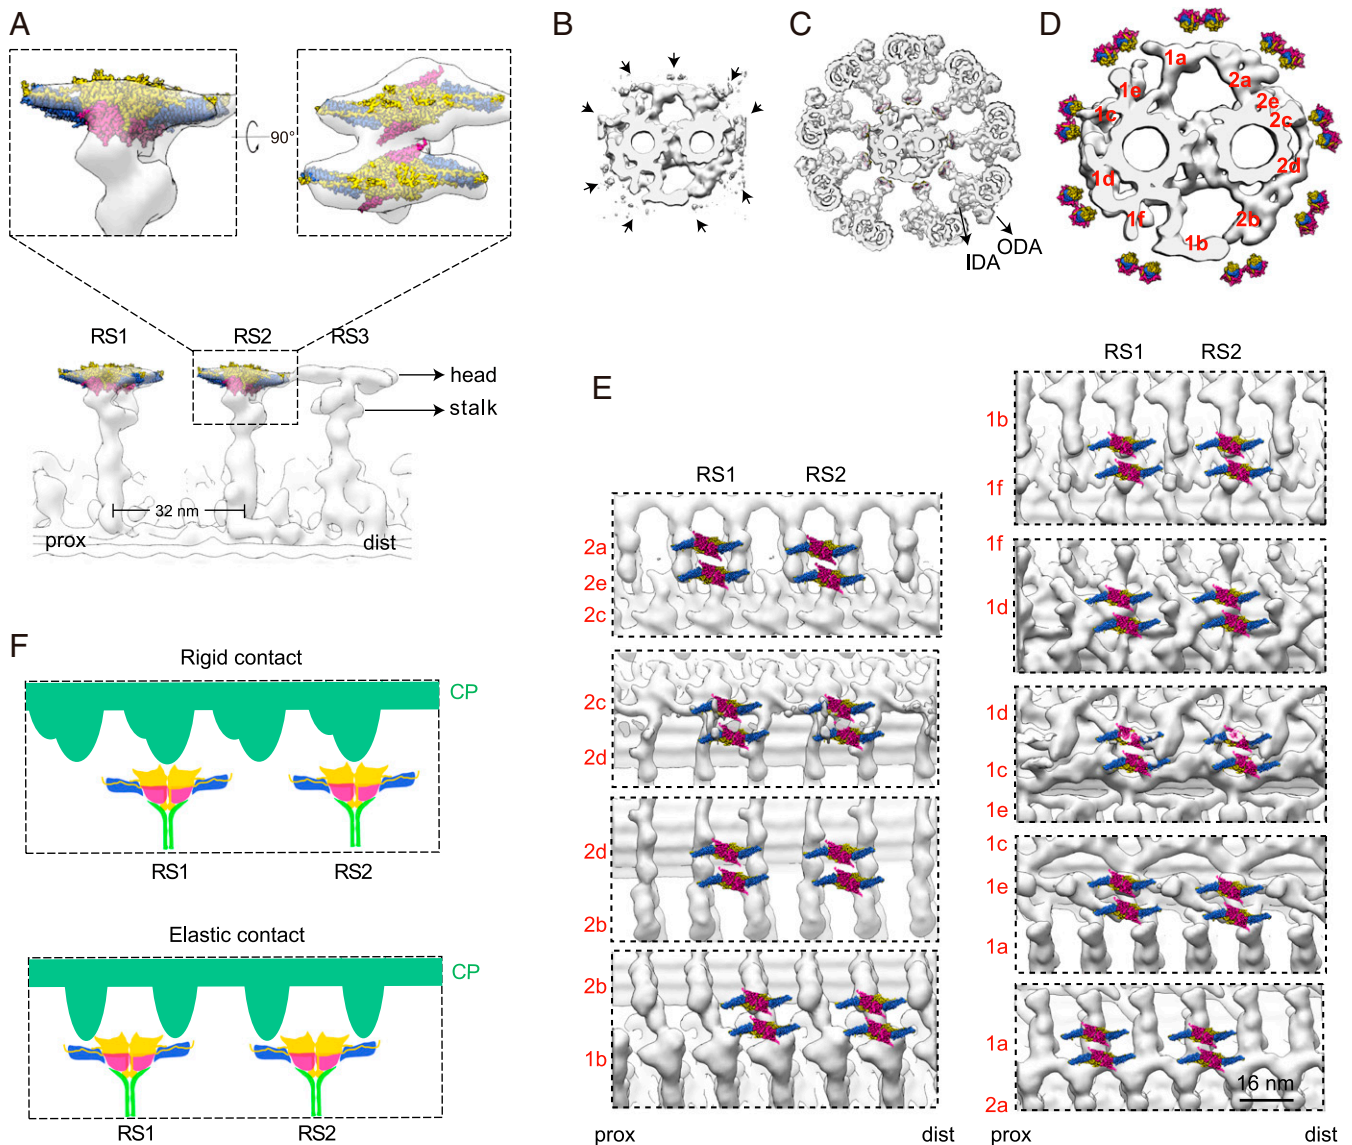 A
90°
RS1
RS2
RS3
head
stalk
32 nm
prox
dist
B
C
IDA
ODA
D
1a
2a
1e
2e
1c
2c
1d
2d
1f
2b
1b
E
RS1
RS2
2a
2e
2c
2c
2d
2d
2b
2b
1b
prox
dist
RS1
RS2
1b
1f
1f
1d
1d
1c
1e
1c
1e
1a
1a
16 nm
2a
prox
dist
F
Rigid contact
CP
RS1
RS2
Elastic contact
CP
RS1
RS2